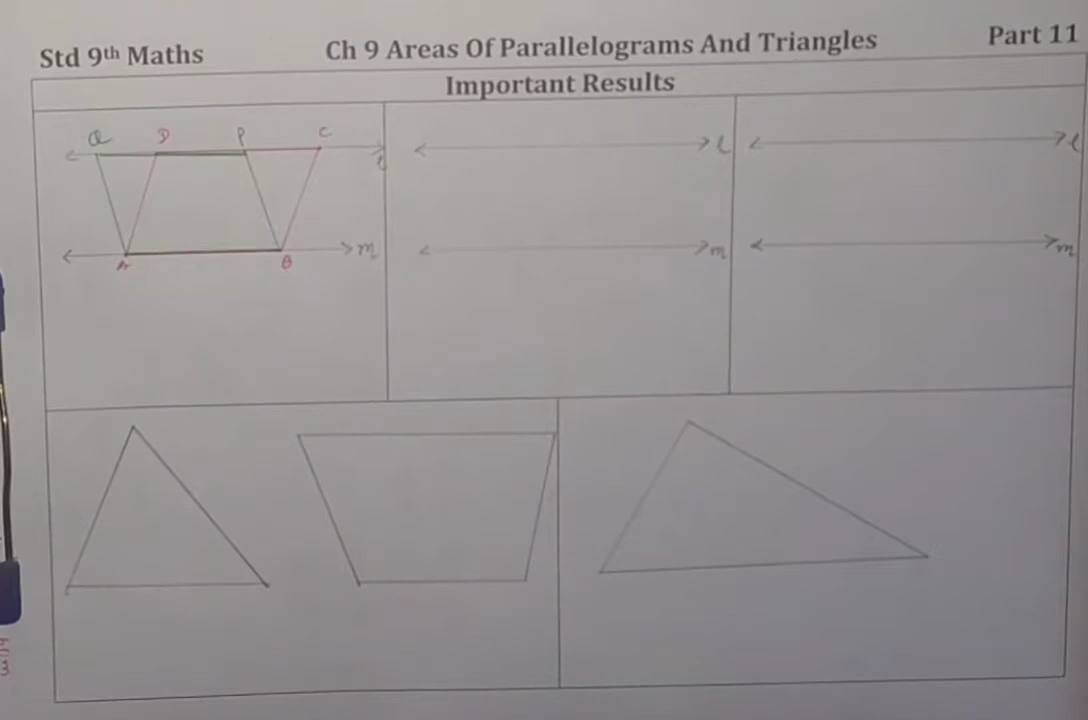 Std 9th Maths Ch 9 Areas Of Parallelograms And Triangles Part 11
Important Results
Q D P C
l
A B m
l
m
l
m